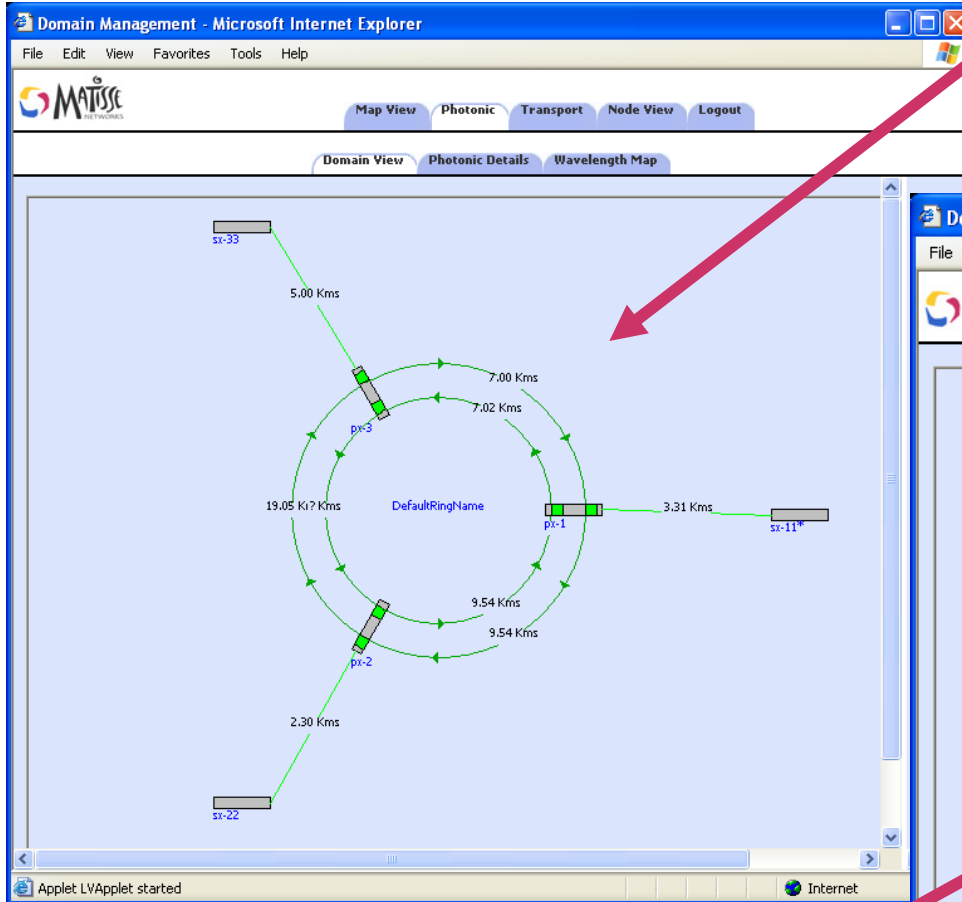 Domain Management - Microsoft Internet Explorer
File Edit View Favorites Tools Help
MATISSE
NETWORKS
Map View Photonic Transport Node View Logout
Domain View Photonic Details Wavelength Map
sx-33
5.00 Kms
7.00 Kms
7.02 Kms
px-3
19.05 Kms
DefaultRingName
px-1
3.31 Kms
sx-11*
9.54 Kms
9.54 Kms
px-2
2.30 Kms
sx-22
Applet LVApplet started
Internet
File